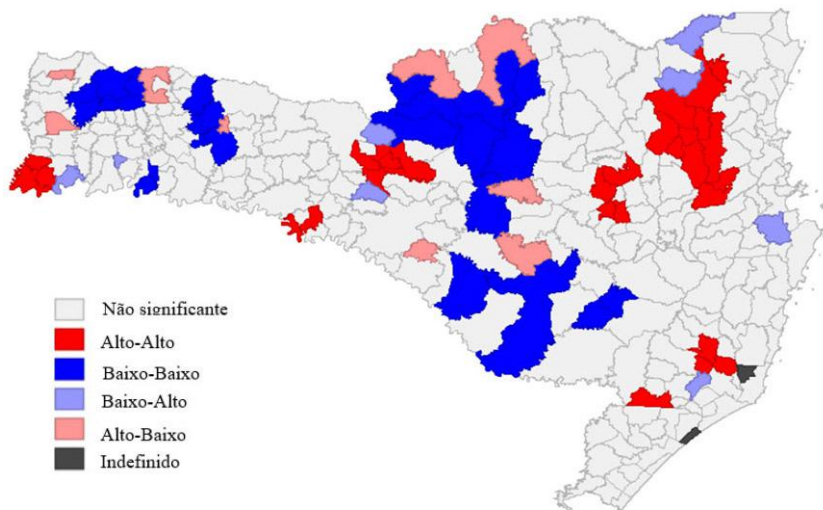 Não significante
Alto-Alto
Baixo-Baixo
Baixo-Alto
Alto-Baixo
Indefinido